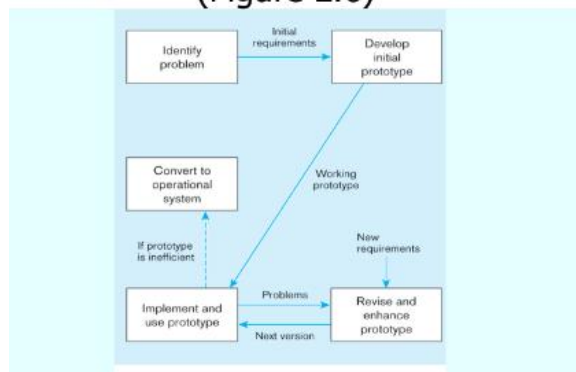 (Figure 2.6)
Initial
requirements
Identify
problem
Develop
initial
prototype
Convert to
operational
system
Working
prototype
If prototype
is inefficient
New
requirements
Implement and
use prototype
Problems
Next version
Revise and
enhance
prototype